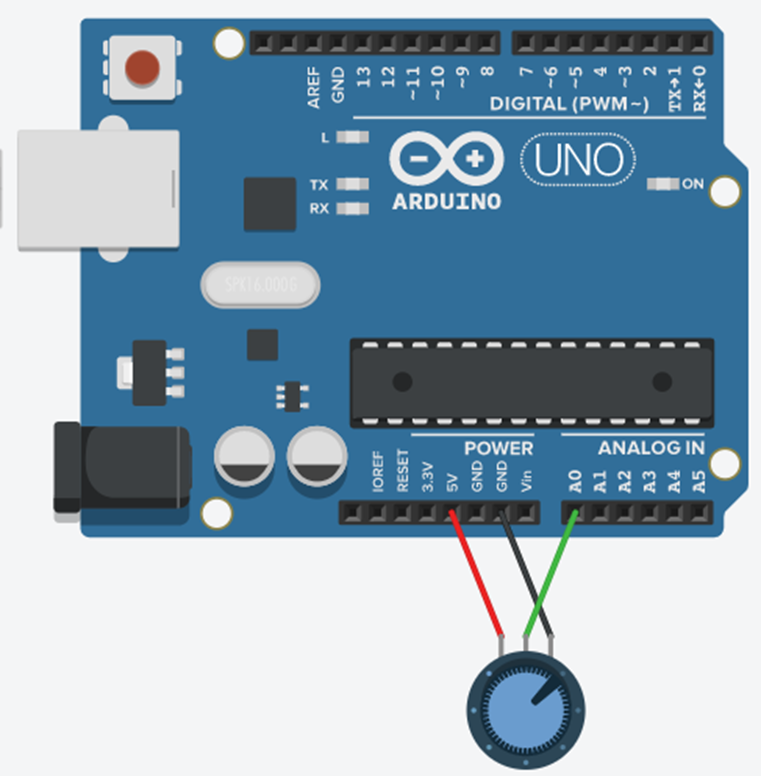 AREF
GND
13
12
~11
~10
~9
8
7
~6
~5
4
~3
2
TX→1
RX←0
DIGITAL (PWM~)
L
TX
RX
UNO
ON
ARDUINO
SPK16.000G
POWER
ANALOG IN
IOREF
RESET
3.3V
5V
GND
GND
Vin
A0
A1
A2
A3
A4
A5